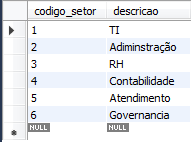 codigo_setor descricao
1 TI
2 Adiminstração
3 RH
4 Contabilidade
5 Atendimento
6 Governancia
NULL NULL